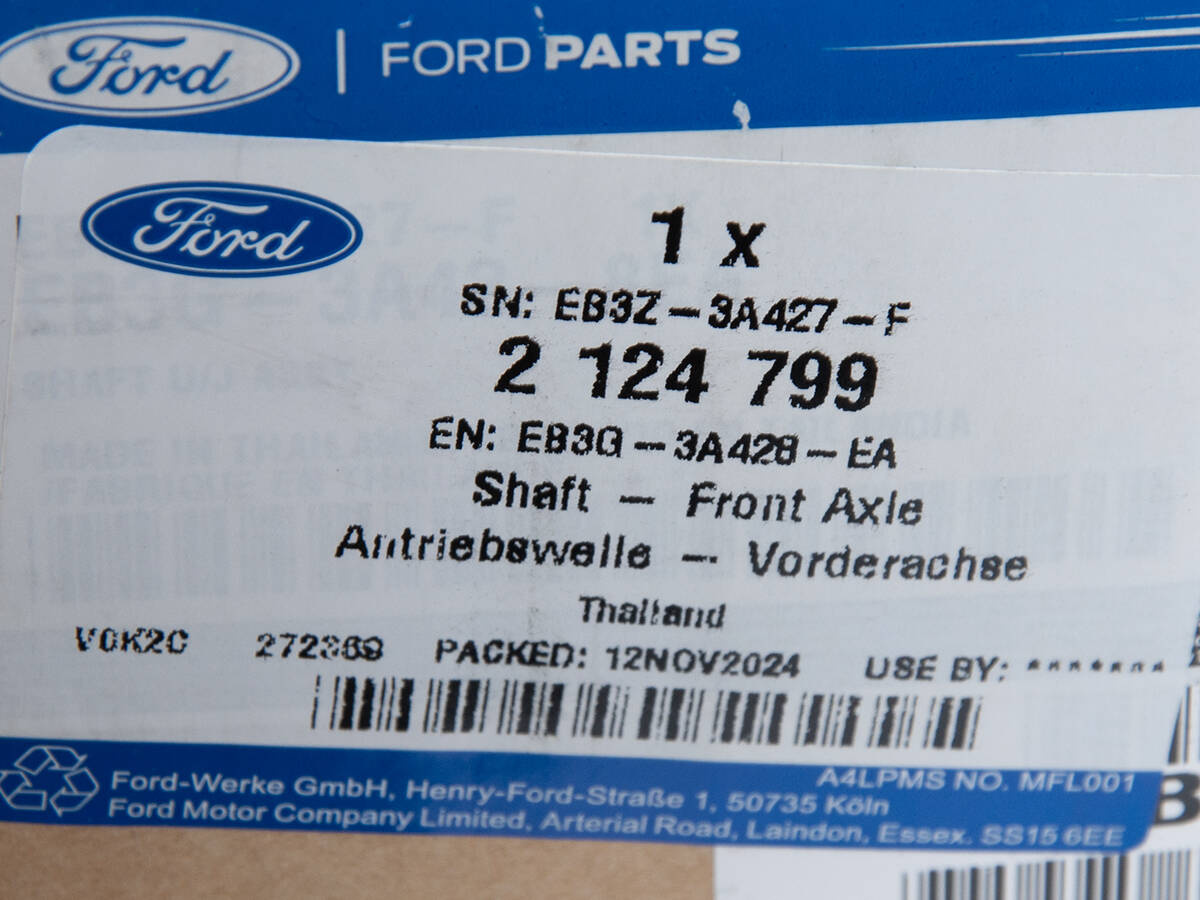 Ford | FORD PARTS
Ford
1 x
SN: EB3Z-3A427-F
2 124 799
EN: EB3G-3A428-EA
Shaft - Front Axle
Antriebswelle - Vorderachse
Thailand
PACKED: 12NOV2024 USE BY: *******
A4LPMS NO. MFL001
Ford-Werke GmbH, Henry-Ford-Straße 1, 50735 Köln
Ford Motor Company Limited, Arterial Road, Laindon, Essex. SS15 6EE
B